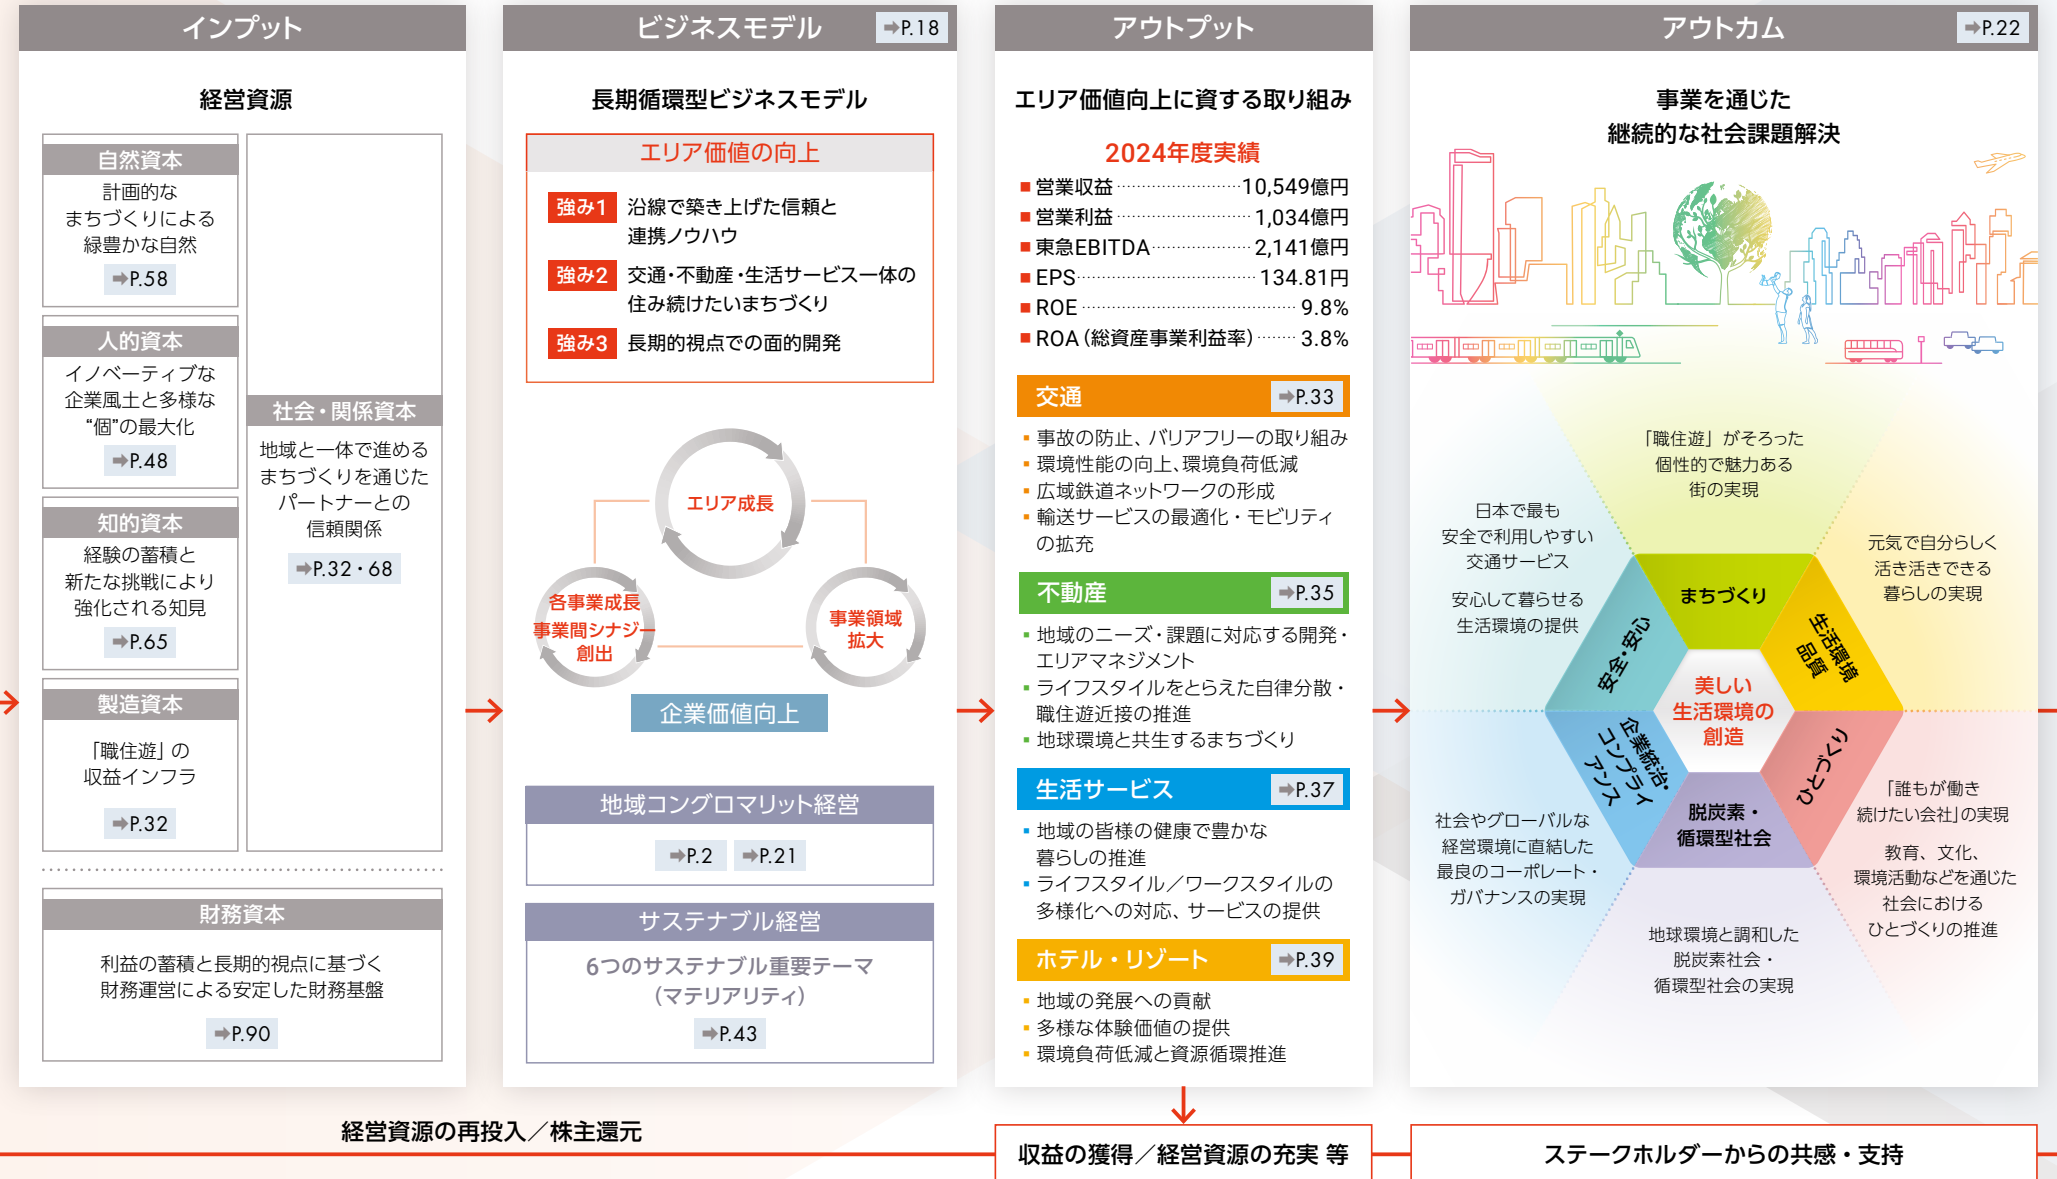 インプット
経営資源
自然資本
計画的な
まちづくりによる
緑豊かな自然
➡P.58
人的資本
イノベーティブな
企業風土と多様な
“個”の最大化
➡P.48
知的資本
経験の蓄積と
新たな挑戦により
強化される知見
➡P.65
製造資本
「職住遊」の
収益インフラ
➡P.32
社会・関係資本
地域と一体で進める
まちづくりを通じた
パートナーとの
信頼関係
➡P.32・68
財務資本
利益の蓄積と長期的視点に基づく
財務運営による安定した財務基盤
➡P.90
ビジネスモデル ➡P.18
長期循環型ビジネスモデル
エリア価値の向上
強み1 沿線で築き上げた信頼と
連携ノウハウ
強み2 交通・不動産・生活サービス一体の
住み続けたいまちづくり
強み3 長期的視点での面的開発
エリア成長
各事業成長
事業間シナジー
創出
事業領域
拡大
企業価値向上
地域コングロマリット経営
➡P.2 ➡P.21
サステナブル経営
6つのサステナブル重要テーマ
（マテリアリティ）
➡P.43
アウトプット
エリア価値向上に資する取り組み
2024年度実績
■営業収益 10,549億円
■営業利益 1,034億円
■東急EBITDA 2,141億円
■EPS 134.81円
■ROE 9.8%
■ROA（総資産事業利益率） 3.8%
交通 ➡P.33
▪事故の防止、バリアフリーの取り組み
▪環境性能の向上、環境負荷低減
▪広域鉄道ネットワークの形成
▪輸送サービスの最適化・モビリティ
の拡充
不動産 ➡P.35
▪地域のニーズ・課題に対応する開発・
エリアマネジメント
▪ライフスタイルをとらえた自律分散・
職住遊近接の推進
▪地球環境と共生するまちづくり
生活サービス ➡P.37
▪地域の皆様の健康で豊かな
暮らしの推進
▪ライフスタイル／ワークスタイルの
多様化への対応、サービスの提供
ホテル・リゾート ➡P.39
▪地域の発展への貢献
▪多様な体験価値の提供
▪環境負荷低減と資源循環推進
アウトカム ➡P.22
事業を通じた
継続的な社会課題解決
「職住遊」がそろった
個性的で魅力ある
街の実現
日本で最も
安全で利用しやすい
交通サービス
安心して暮らせる
生活環境の提供
元気で自分らしく
活き活きできる
暮らしの実現
まちづくり
安全・安心
生活環境
品質
美しい
生活環境の
創造
企業統治・
コンプライ
アンス
ひとづくり
脱炭素・
循環型社会
社会やグローバルな
経営環境に直結した
最良のコーポレート・
ガバナンスの実現
「誰もが働き
続けたい会社」の実現
教育、文化、
環境活動などを通じた
社会における
ひとづくりの推進
地球環境と調和した
脱炭素社会・
循環型社会の実現
経営資源の再投入／株主還元
収益の獲得／経営資源の充実 等
ステークホルダーからの共感・支持